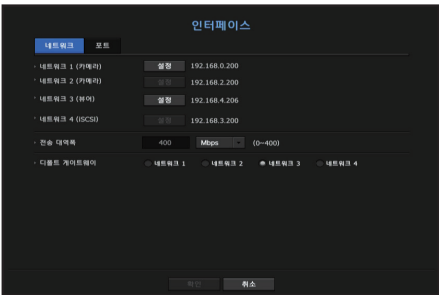 인터페이스
네트워크 포트
네트워크 1 (카메라) 설정 192.168.0.200
네트워크 2 (카메라) 설정 192.168.2.200
네트워크 3 (뷰어) 설정 192.168.4.206
네트워크 4 (iSCSI) 설정 192.168.3.200
전송 대역폭 400 Mbps (0~400)
디폴트 게이트웨이 네트워크 1 네트워크 2 네트워크 3 네트워크 4
확인 취소